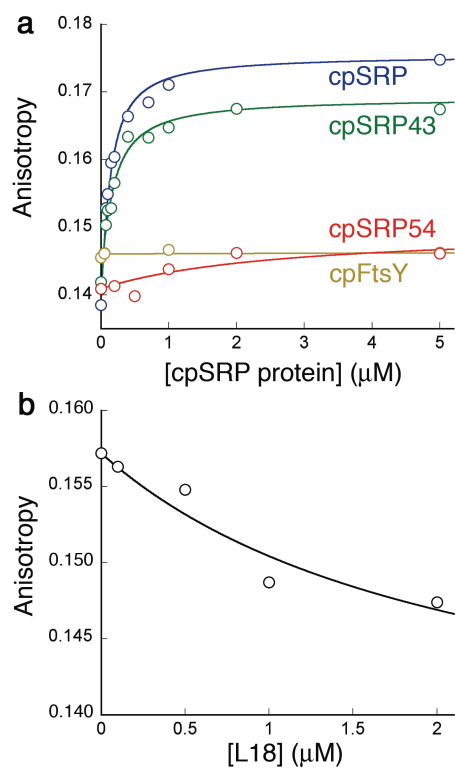 a
0.18
0.17
0.16
0.15
0.14
Anisotropy
cpSRP
cpSRP43
cpSRP54
cpFtsY
0 1 2 3 4 5
[cpSRP protein] (μM)
b
0.160
0.155
0.150
0.145
0.140
Anisotropy
0 0.5 1 1.5 2
[L18] (μM)